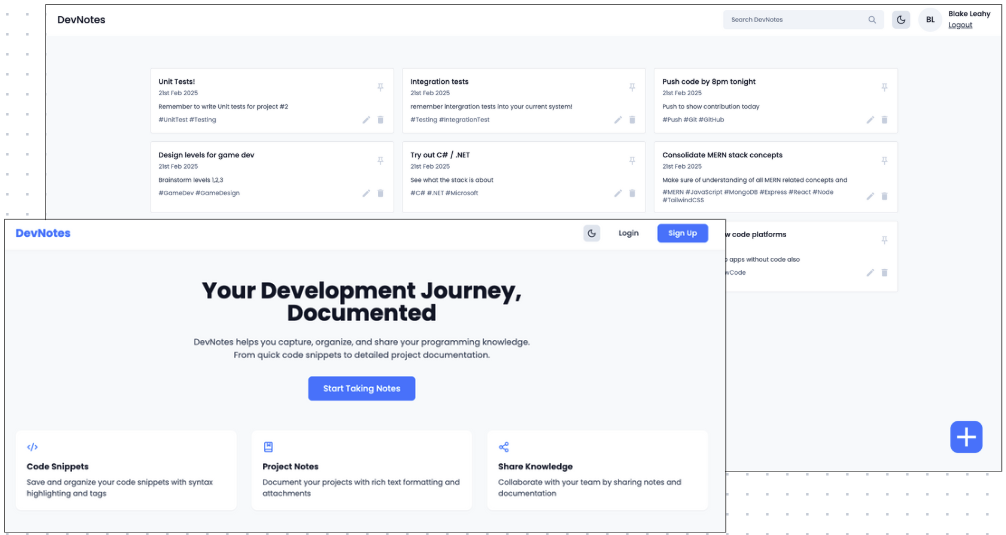 DevNotes
Search DevNotes
BL
Blake Leahy
Logout
Unit Tests!
21st Feb 2025
Remember to write Unit tests for project #2
#UnitTest #Testing
Integration tests
21st Feb 2025
remember intergration tests into your current system!
#Testing #IntegrationTest
Push code by 8pm tonight
21st Feb 2025
Push to show contribution today
#Push #Git #GitHub
Design levels for game dev
21st Feb 2025
Brainstorm levels 1,2,3
#GameDev #GameDesign
Try out C# / .NET
21st Feb 2025
See what the stack is about
#C# #.NET #Microsoft
Consolidate MERN stack concepts
21st Feb 2025
Make sure of understanding of all MERN related concepts and
#MERN #JavaScript #MongoDB #Express #React #Node
#TailwindCSS
w code platforms
apps without code also
Code
DevNotes
Login
Sign Up
Your Development Journey,
Documented
DevNotes helps you capture, organize, and share your programming knowledge.
From quick code snippets to detailed project documentation.
Start Taking Notes
</>
Code Snippets
Save and organize your code snippets with syntax
highlighting and tags
Project Notes
Document your projects with rich text formatting and
attachments
Share Knowledge
Collaborate with your team by sharing notes and
documentation